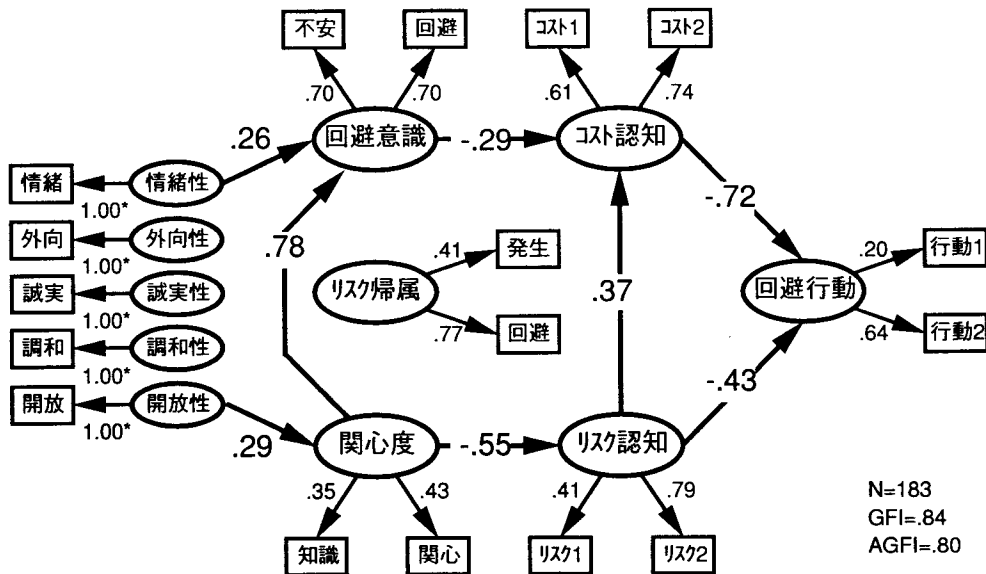 不安
回避
コスト1
コスト2
.70
.70
.61
.74
回避意識
コスト認知
.26
-.29
-.72
情緒
情緒性
1.00*
外向
外向性
1.00*
.78
.41
発生
.20
行動1
誠実
誠実性
リスク帰属
.37
回避行動
1.00*
.77
回避
.64
行動2
調和
調和性
1.00*
-.43
開放
開放性
1.00*
.29
関心度
-.55
リスク認知
.35
.43
.41
.79
知識
関心
リスク1
リスク2
N=183
GFI=.84
AGFI=.80